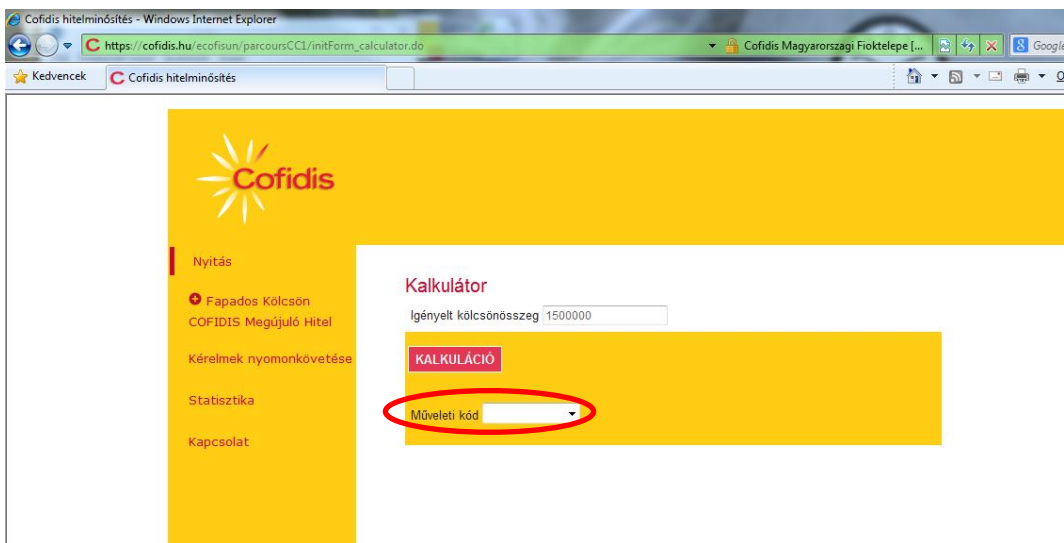 Cofidis hitelminősítés - Windows Internet Explorer
https://cofidis.hu/ecofisun/parcoursCC1/initForm_calculator.do
Cofidis Magyarorszagi Fioktelepe [...
Google
Kedvencek
Cofidis hitelminősítés
Cofidis
Nyitás
Fapados Kölcsön
COFIDIS Megújuló Hitel
Kérelmek nyomonkövetése
Statisztika
Kapcsolat
Kalkulátor
Igényelt kölcsönösszeg 1500000
KALKULÁCIÓ
Műveleti kód